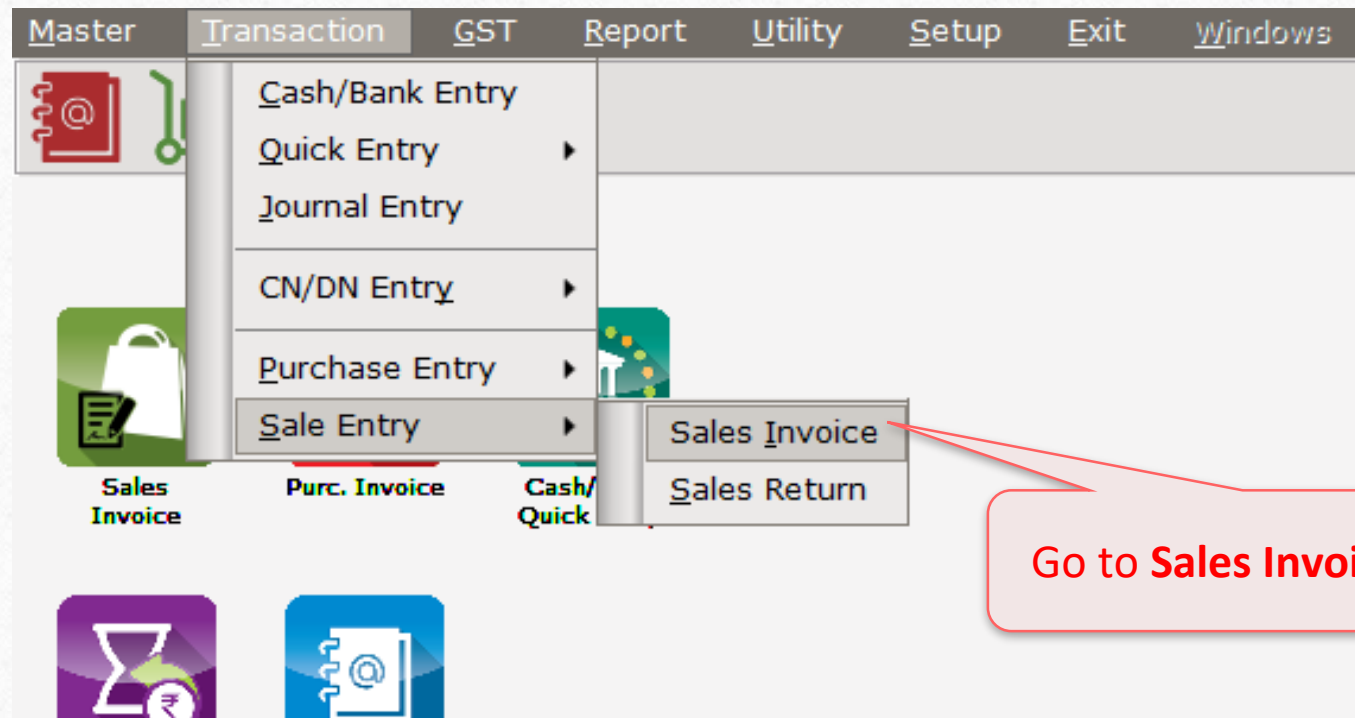 Master Transaction GST Report Utility Setup Exit Windows
Cash/Bank Entry
Quick Entry
Journal Entry
CN/DN Entry
Purchase Entry
Sale Entry
Sales Invoice
Sales Return
Sales
Invoice
Purc. Invoice
Cash/
Quick
Go to Sales Invoi